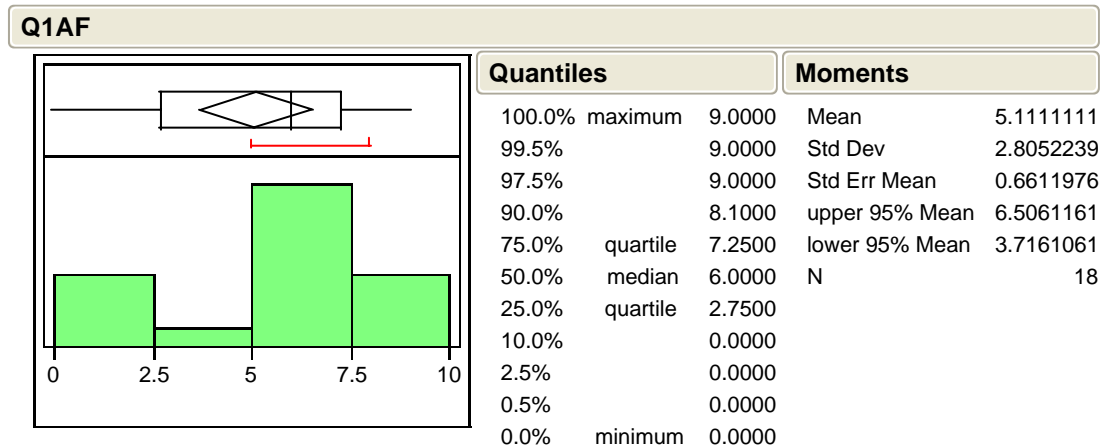 Q1AF
0 2.5 5 7.5 10
Quantiles
100.0% maximum 9.0000
99.5% 9.0000
97.5% 9.0000
90.0% 8.1000
75.0% quartile 7.2500
50.0% median 6.0000
25.0% quartile 2.7500
10.0% 0.0000
2.5% 0.0000
0.5% 0.0000
0.0% minimum 0.0000
Moments
Mean 5.1111111
Std Dev 2.8052239
Std Err Mean 0.6611976
upper 95% Mean 6.5061161
lower 95% Mean 3.7161061
N 18